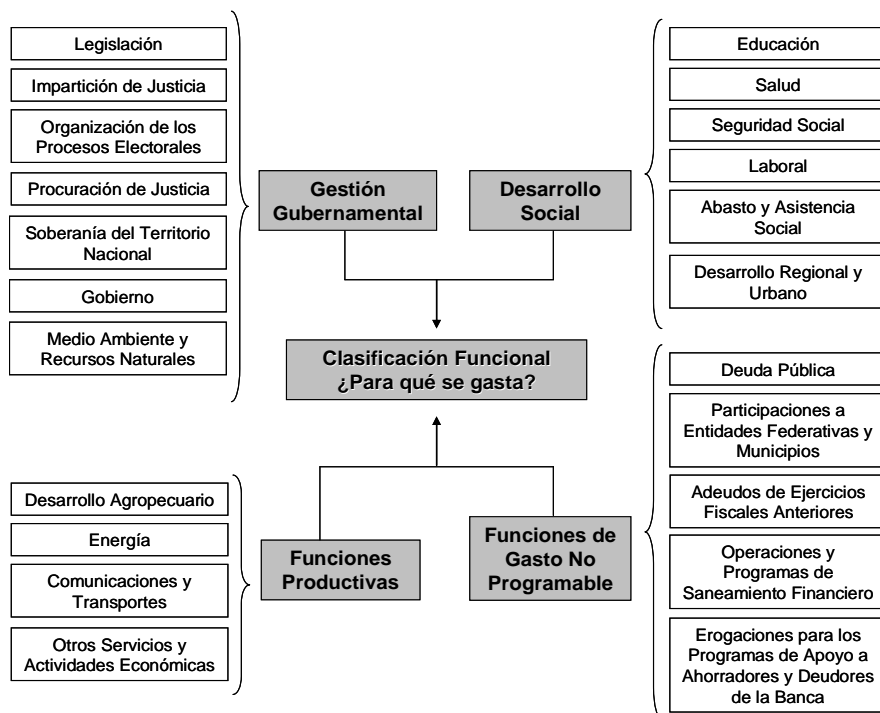 Legislación
Impartición de Justicia
Organización de los
Procesos Electorales
Procuración de Justicia
Soberanía del Territorio
Nacional
Gobierno
Medio Ambiente y
Recursos Naturales
Gestión
Gubernamental
Desarrollo
Social
Educación
Salud
Seguridad Social
Laboral
Abasto y Asistencia
Social
Desarrollo Regional y
Urbano
Clasificación Funcional
¿Para qué se gasta?
Desarrollo Agropecuario
Energía
Comunicaciones y
Transportes
Otros Servicios y
Actividades Económicas
Funciones
Productivas
Funciones de
Gasto No
Programable
Deuda Pública
Participaciones a
Entidades Federativas y
Municipios
Adeudos de Ejercicios
Fiscales Anteriores
Operaciones y
Programas de
Saneamiento Financiero
Erogaciones para los
Programas de Apoyo a
Ahorradores y Deudores
de la Banca